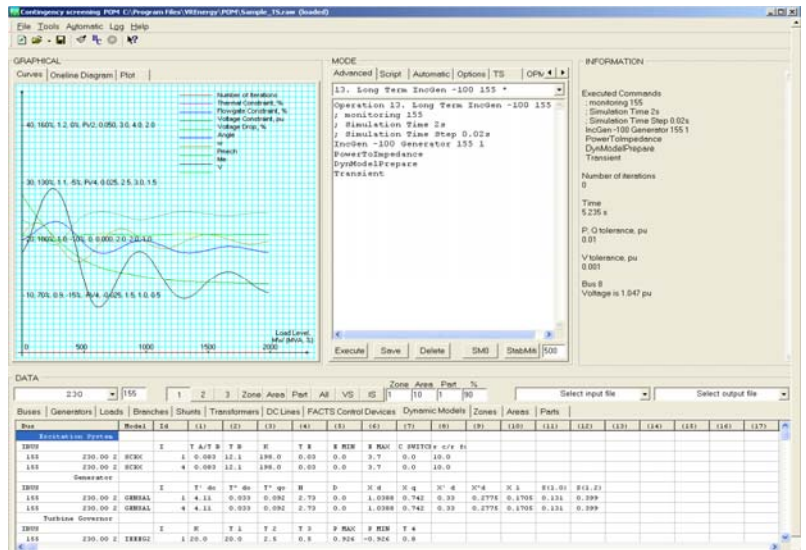 Contingency screening POM C:\Program Files\VREnergy\POM\Sample_TS.raw (loaded)
File Tools Automatic Log Help
GRAPHICAL
Curves Oneline Diagram Plot
Number of Iterations
Thermal Constraint, %
Flowgate Constraint, %
Voltage Constraint, pu
Voltage Drop, %
Angle
w
Pmech
Me
V
40, 160%, 1.2, 0%, PV2, 0.050, 3.0, 4.0, 2.0
30, 130%, 1.1, -5%, PV4, 0.025, 2.5, 3.0, 1.5
20, 100%, 1.0, -10%, 0, 0.000, 2.0, 2.0, 1.0
10, 70%, 0.9, -15%, PV4, -0.025, 1.5, 1.0, 0.5
Load Level,
MW (MVA, %)
0 500 1000 1500 2000
MODE
Advanced Script Automatic Options TS OPM
13. Long Term IncGen -100 155 *
Operation 13. Long Term IncGen -100 155
; monitoring 155
; Simulation Time 2s
; Simulation Time Step 0.02s
IncGen -100 Generator 155 1
PowerToImpedance
DynModelPrepare
Transient
Execute Save Delete SM0 StabMi 500
INFORMATION
Executed Commands
; monitoring 155
; Simulation Time 2s
; Simulation Time Step 0.02s
IncGen -100 Generator 155 1
PowerToImpedance
DynModelPrepare
Transient
Number of iterations
0
Time
5.235 s
P, Q tolerance, pu
0.01
V tolerance, pu
0.001
Bus 8
Voltage is 1.047 pu
DATA
Zone Area Part %
230 155 1 2 3 Zone Area Part All VS IS 1 10 1 90 Select input file Select output file
Buses Generators Loads Branches Shunts Transformers DC Lines FACTS Control Devices Dynamic Models Zones Areas Parts
Bus Model Id (1) (2) (3) (4) (5) (6) (7) (8) (9) (10) (11) (12) (13) (14) (15) (16) (17)
Excitation System
IBUS I T A/T B T B K T E E MIN E MAX C SWITCH r c/r fd
155 230.00 2 SCRX 1 0.083 12.1 198.0 0.03 0.0 3.7 0.0 10.0
155 230.00 2 SCRX 4 0.083 12.1 198.0 0.03 0.0 3.7 0.0 10.0
Generator
IBUS I T' do T" do T" qo H D X d X q X' d X"d X l S(1.0) S(1.2)
155 230.00 2 GENSAL 1 4.11 0.033 0.092 2.73 0.0 1.0388 0.742 0.33 0.2775 0.1705 0.131 0.399
155 230.00 2 GENSAL 4 4.11 0.033 0.092 2.73 0.0 1.0388 0.742 0.33 0.2775 0.1705 0.131 0.399
Turbine Governor
IBUS I K T 1 T 2 T 3 P MAX P MIN T 4
155 230.00 2 IEEEG2 1 20.0 20.0 2.5 0.5 0.926 -0.926 0.8